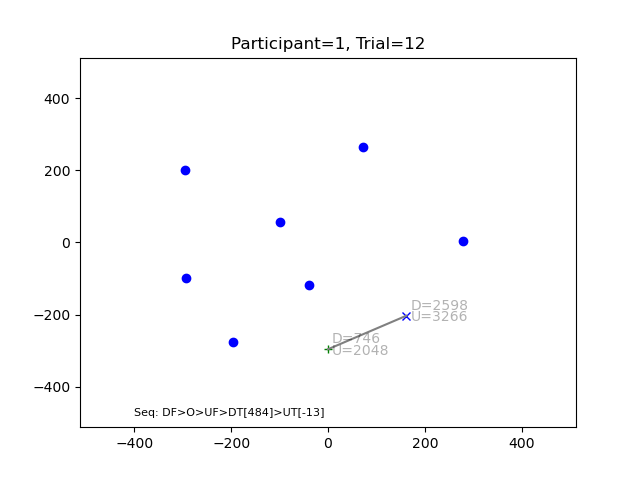 Participant=1, Trial=12
400
200
0
−200
−400
D=2598
U=3266
D=746
U=2048
Seq: DF>O>UF>DT[484]>UT[-13]
−400
−200
0
200
400